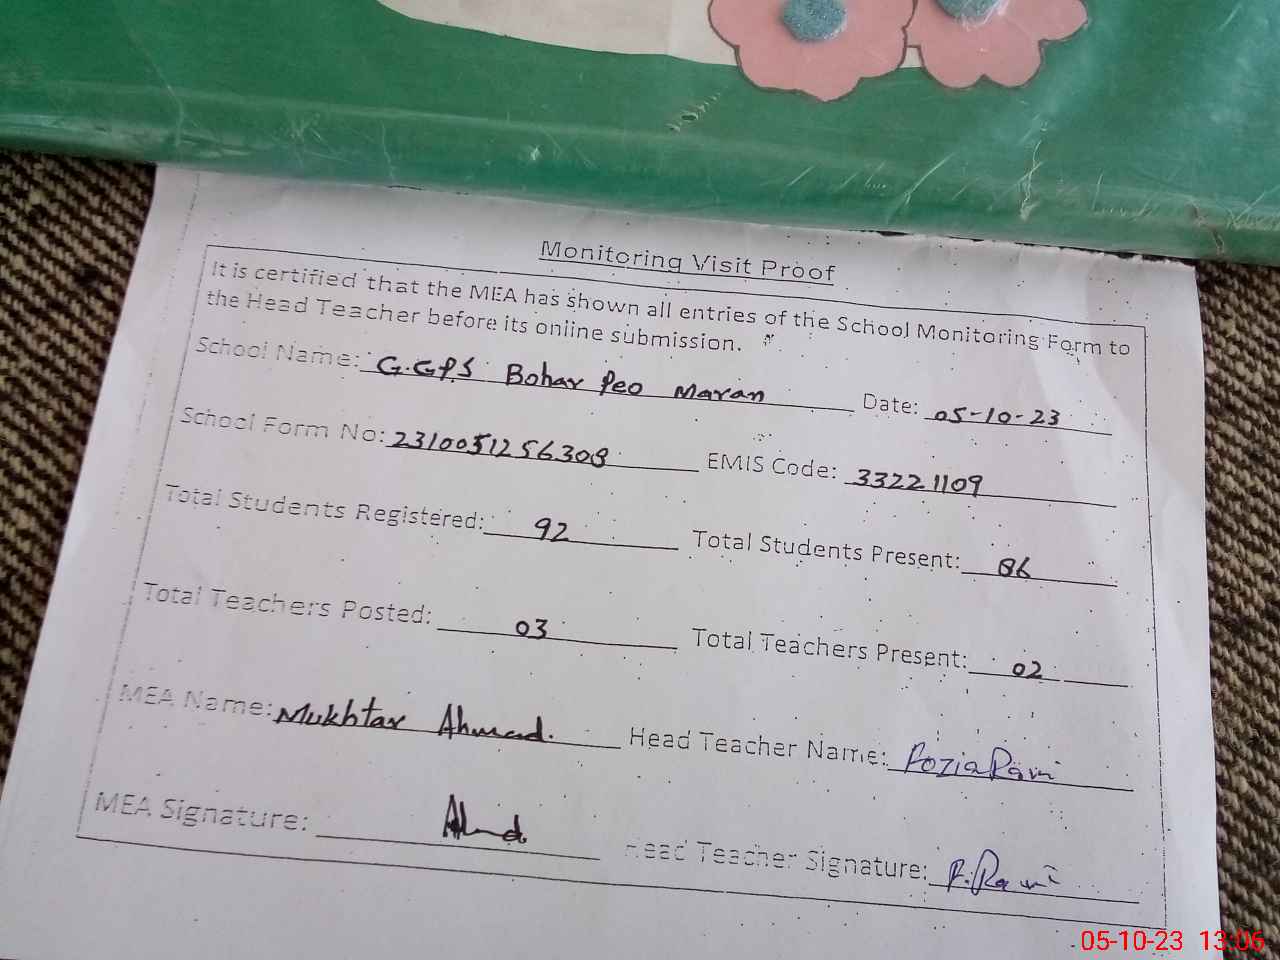 Monitoring Visit Proof
It is certified that the MEA has shown all entries of the School Monitoring Form to
the Head Teacher before its online submission.
School Name: G.GPS Bohar Peo Maran Date: 05-10-23
School Form No: 2310051256308 EMIS Code: 33221109
Total Students Registered: 92 Total Students Present: 86
Total Teachers Posted: 03 Total Teachers Present: 02
MEA Name: Mukhtar Ahmad. Head Teacher Name: Fozia Rani
MEA Signature: Ahmd Head Teacher Signature: F. Rani
05-10-23 13:06